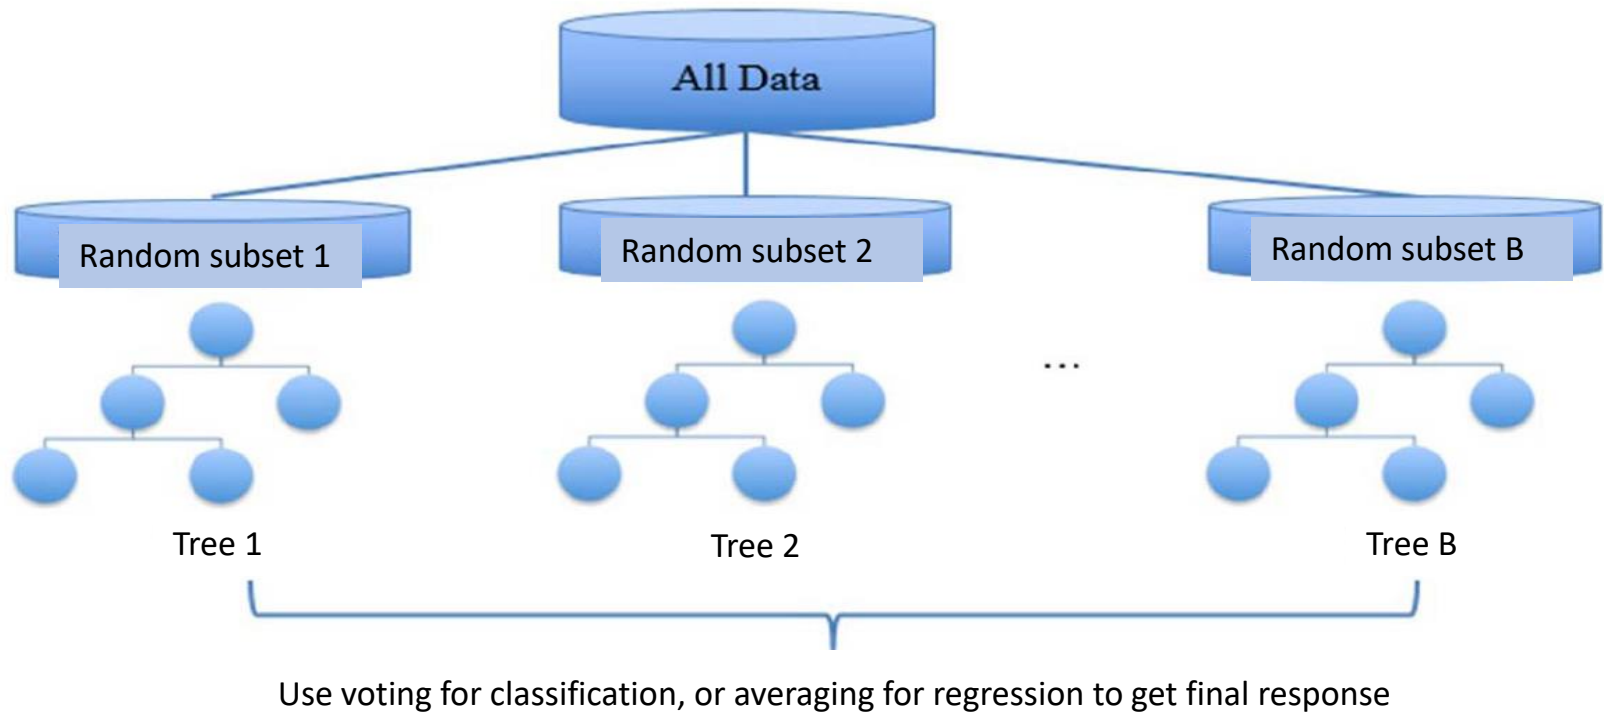 All Data
Random subset 1
Random subset 2
Random subset B
...
Tree 1
Tree 2
Tree B
Use voting for classification, or averaging for regression to get final response